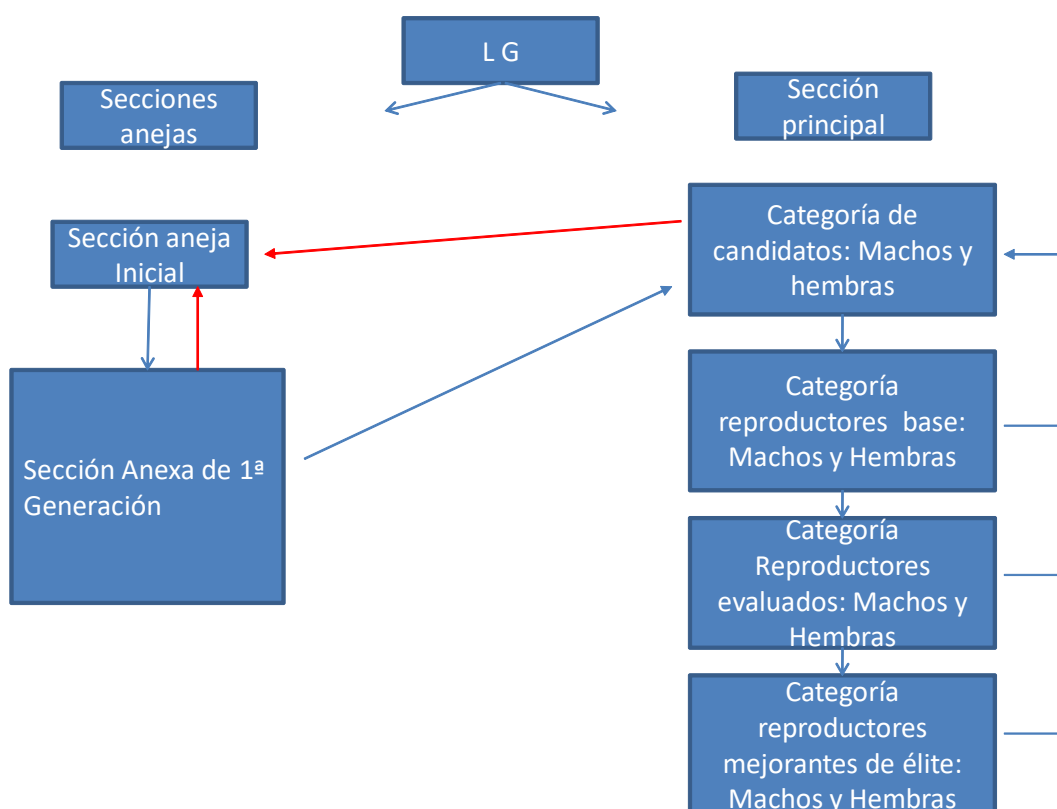 L G
Secciones
anejas
Sección
principal
Sección aneja
Inicial
Categoría de
candidatos: Machos y
hembras
Sección Anexa de 1ª
Generación
Categoría
reproductores base:
Machos y Hembras
Categoría
Reproductores
evaluados: Machos y
Hembras
Categoría
reproductores
mejorantes de élite:
Machos y Hembras